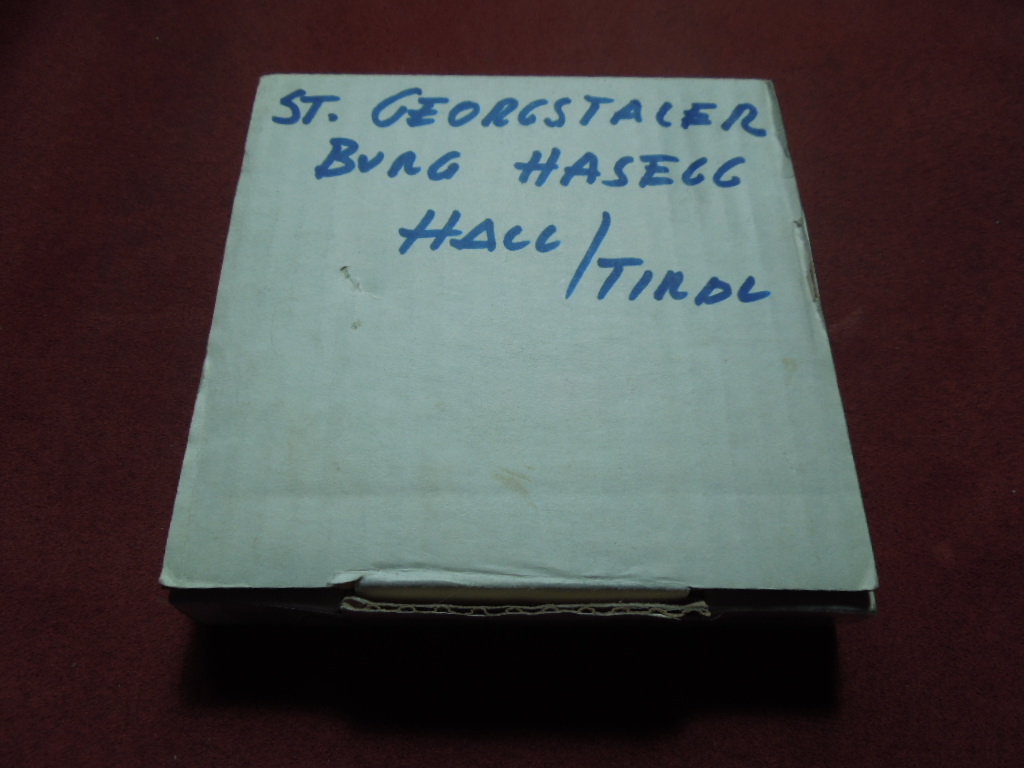 ST. GEORGSTALER
BURG HASEGG
HALL /
TIROL